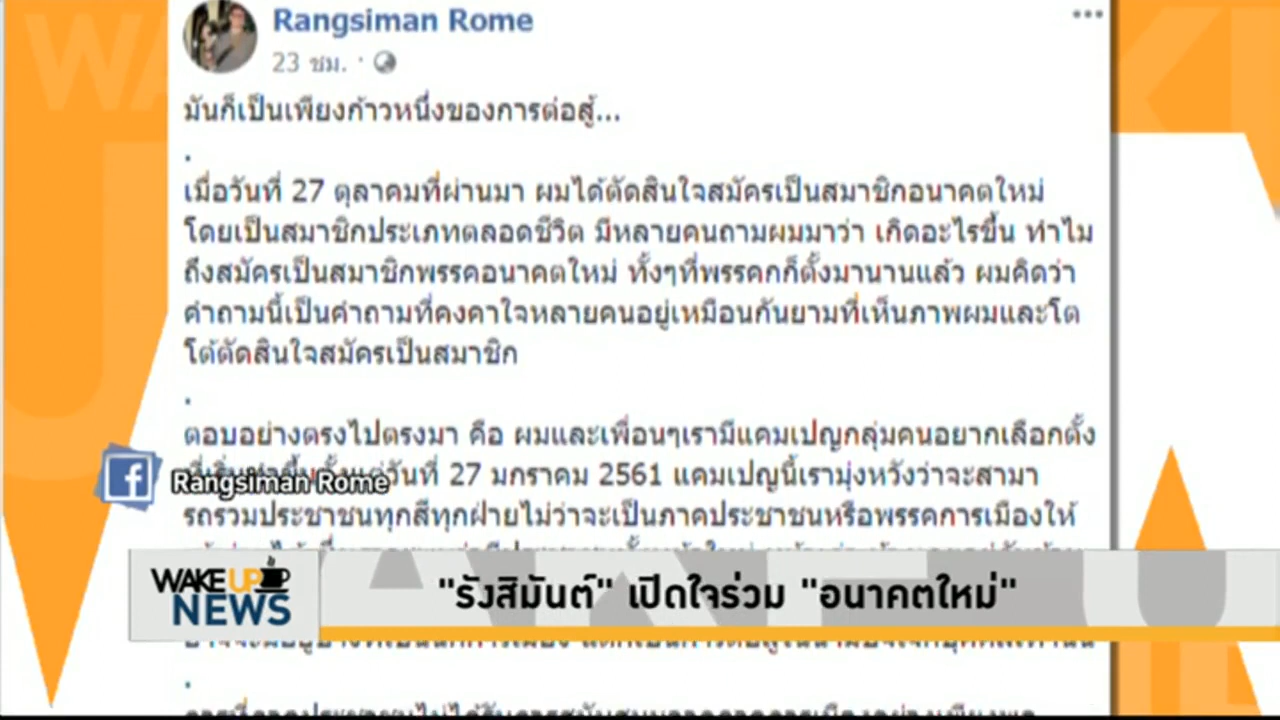 Rangsiman Rome
23 ชม.
มันก็เป็นเพียงก้าวหนึ่งของการต่อสู้...
.
เมื่อวันที่ 27 ตุลาคมที่ผ่านมา ผมได้ตัดสินใจสมัครเป็นสมาชิกอนาคตใหม่
โดยเป็นสมาชิกประเภทตลอดชีวิต มีหลายคนถามผมมาว่า เกิดอะไรขึ้น ทำไม
ถึงสมัครเป็นสมาชิกพรรคอนาคตใหม่ ทั้งๆที่พรรคกก็ตั้งมานานแล้ว ผมคิดว่า
คำถามนี้เป็นคำถามที่คงคาใจหลายคนอยู่เหมือนกันยามที่เห็นภาพผมและโต
โต้ตัดสินใจสมัครเป็นสมาชิก
.
ตอบอย่างตรงไปตรงมา คือ ผมและเพื่อนๆเรามีแคมเปญกลุ่มคนอยากเลือกตั้ง
วันที่ 27 มกราคม 2561 แคมเปญนี้เรามุ่งหวังว่าจะสามา
Rangsiman Rome
รถรวมประชาชนทุกสีทุกฝ่ายไม่ว่าจะเป็นภาคประชาชนหรือพรรคการเมืองให้
WAKE UP
NEWS
"รังสิมันต์" เปิดใจร่วม "อนาคตใหม่"
.